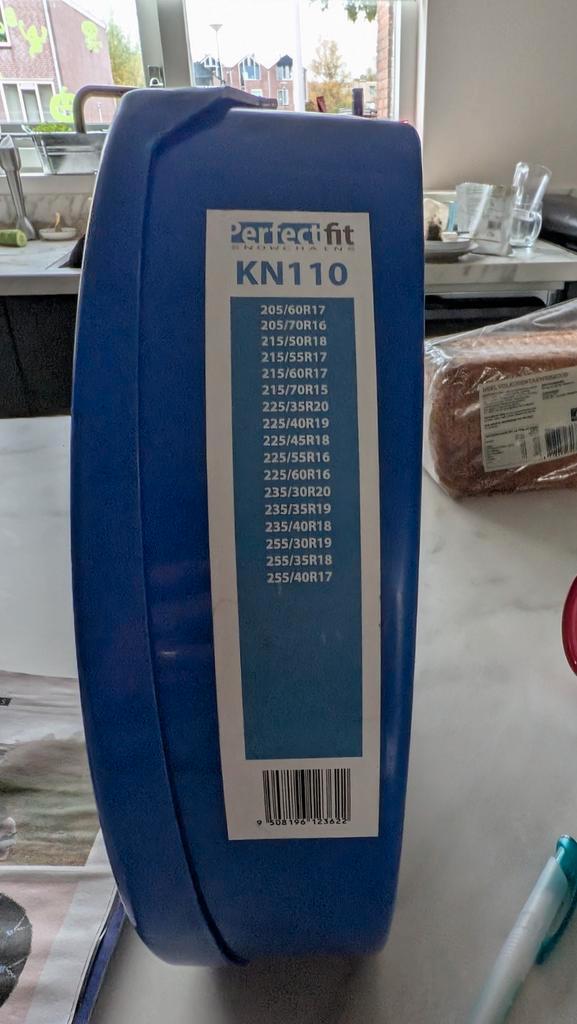 Perfectfit
SNOWCHAINS
KN110
205/60R17
205/70R16
215/50R18
215/55R17
215/60R17
215/70R15
225/35R20
225/40R19
225/45R18
225/55R16
225/60R16
235/30R20
235/35R19
235/40R18
255/30R19
255/35R18
255/40R17
9 508196 123622